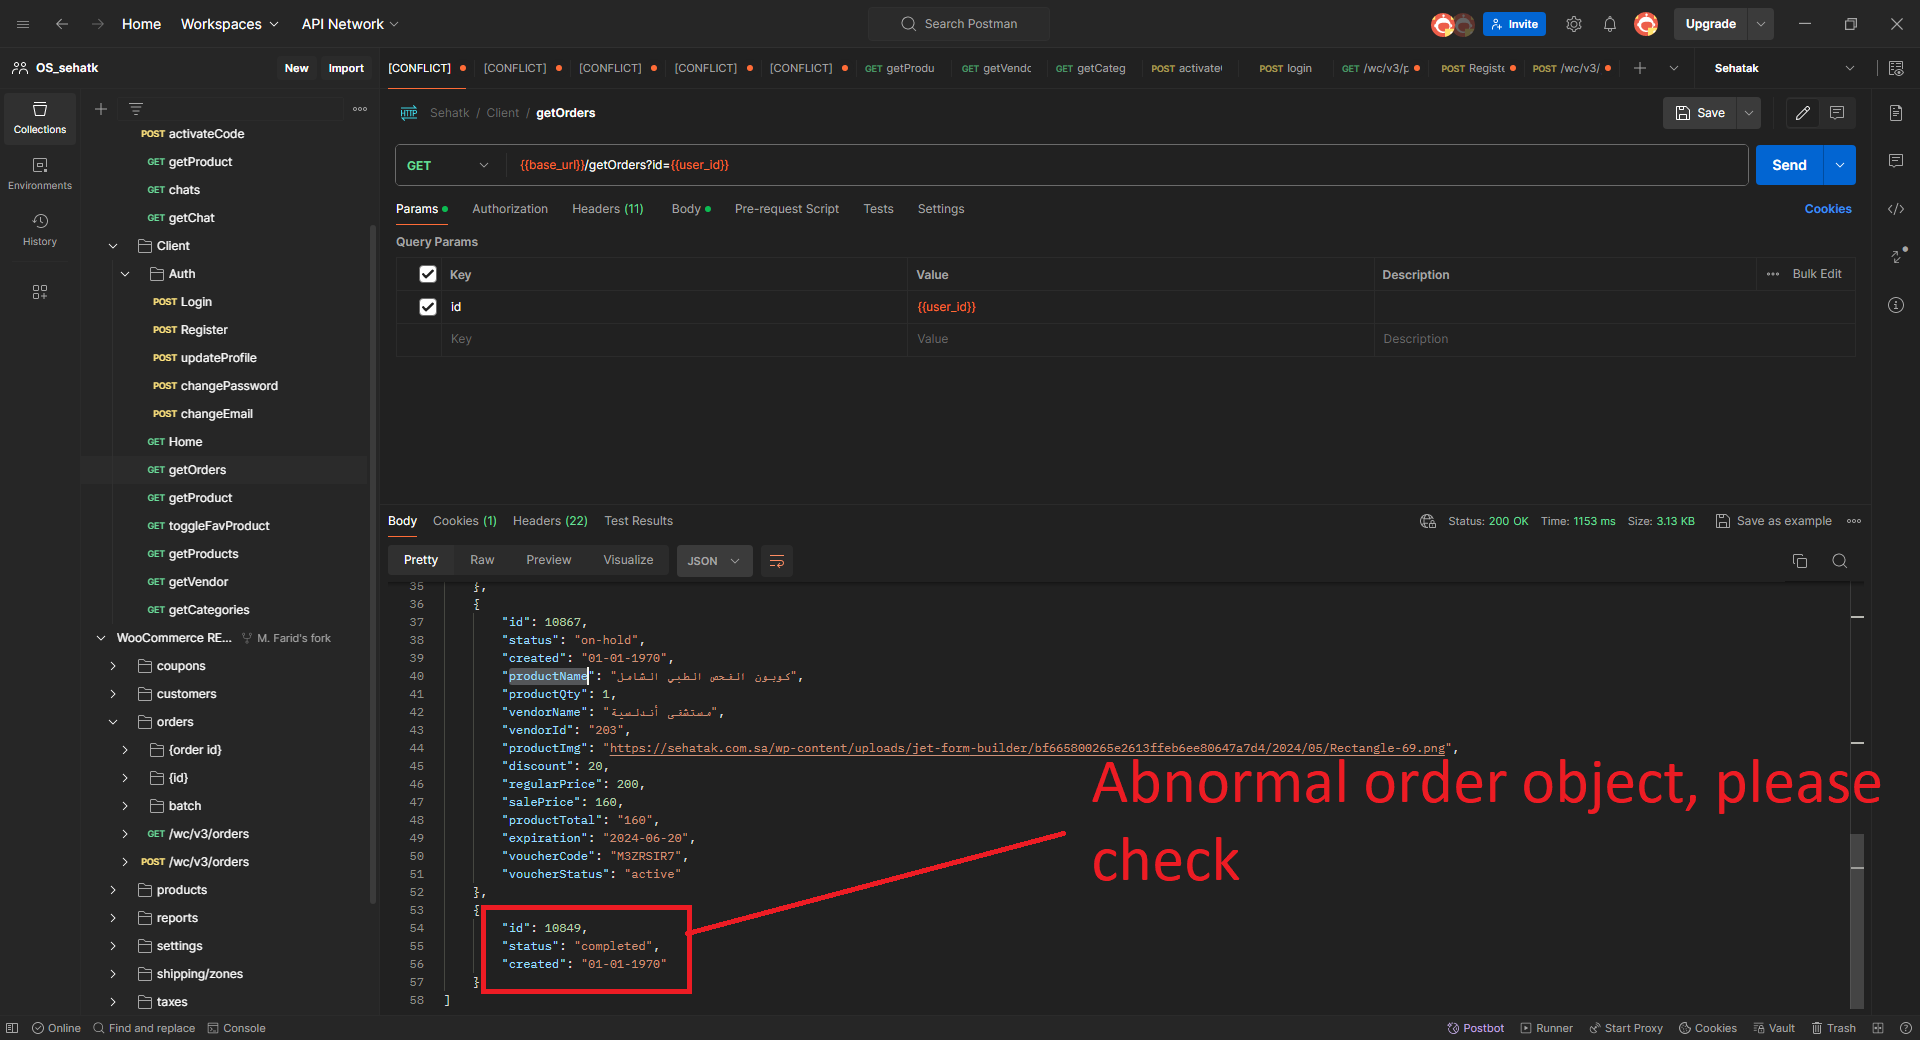 Home Workspaces API Network Search Postman Invite Upgrade
OS_sehatk New Import
[CONFLICT] [CONFLICT] [CONFLICT] [CONFLICT] [CONFLICT] GET getProdu GET getVendo GET getCateg POST activate login GET /wc/v3/p POST Registe POST /wc/v3/ Sehatak
Collections
Environments
History
POST activateCode
GET getProduct
GET chats
GET getChat
Client
Auth
POST Login
POST Register
POST updateProfile
POST changePassword
POST changeEmail
GET Home
GET getOrders
GET getProduct
GET toggleFavProduct
GET getProducts
GET getVendor
GET getCategories
WooCommerce RE... M. Farid's fork
coupons
customers
orders
{order id}
{id}
batch
GET /wc/v3/orders
POST /wc/v3/orders
products
reports
settings
shipping/zones
taxes
HTTP Sehatk / Client / getOrders Save
GET {{base_url}}/getOrders?id={{user_id}} Send
Params Authorization Headers (11) Body Pre-request Script Tests Settings Cookies
Query Params
Key Value Description Bulk Edit
id {{user_id}}
Key Value Description
Body Cookies (1) Headers (22) Test Results Status: 200 OK Time: 1153 ms Size: 3.13 KB Save as example
Pretty Raw Preview Visualize JSON
35 },
36 {
37 "id": 10867,
38 "status": "on-hold",
39 "created": "01-01-1970",
40 "productName": "كوبون الفحص الطبي الشامل",
41 "productQty": 1,
42 "vendorName": "مستشفى أندلسية",
43 "vendorId": "203",
44 "productImg": "https://sehatak.com.sa/wp-content/uploads/jet-form-builder/bf665800265e2613ffeb6ee80647a7d4/2024/05/Rectangle-69.png",
45 "discount": 20,
46 "regularPrice": 200,
47 "salePrice": 160,
48 "productTotal": "160",
49 "expiration": "2024-06-20",
50 "voucherCode": "M3ZRSIR7",
51 "voucherStatus": "active"
52 },
53 {
54 "id": 10849,
55 "status": "completed",
56 "created": "01-01-1970"
57 }
58 ]
Abnormal order object, please
check
Online Find and replace Console Postbot Runner Start Proxy Cookies Vault Trash